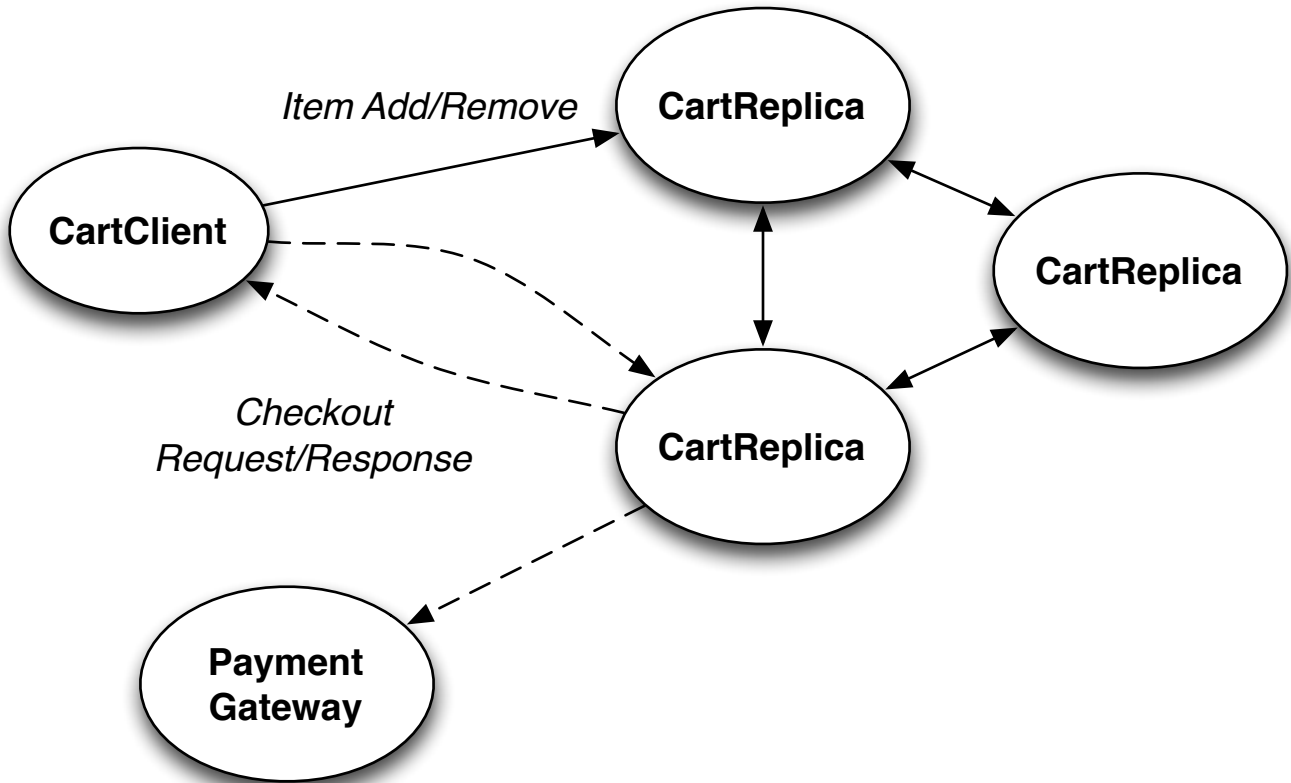 Item Add/Remove
CartReplica
CartClient
CartReplica
Checkout
Request/Response
CartReplica
Payment
Gateway